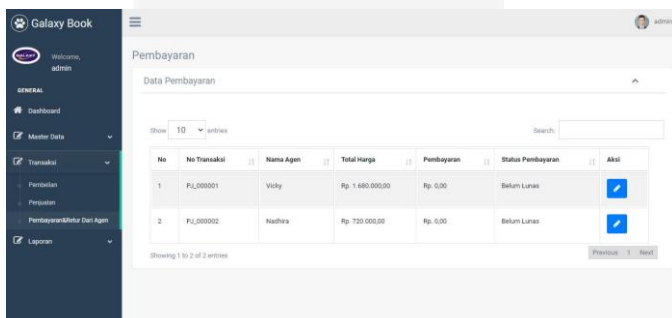 Galaxy Book
admin
Welcome,
admin
GENERAL
Dashboard
Master Data
Transaksi
Pembelian
Penjualan
Pembayaran&Retur Dari Agen
Laporan
Pembayaran
Data Pembayaran
Show 10 entries
Search:
No No Transaksi Nama Agen Total Harga Pembayaran Status Pembayaran Aksi
1 PJ_000001 Vicky Rp. 1.680.000,00 Rp. 0,00 Belum Lunas
2 PJ_000002 Nadhira Rp. 720.000,00 Rp. 0,00 Belum Lunas
Showing 1 to 2 of 2 entries
Previous 1 Next